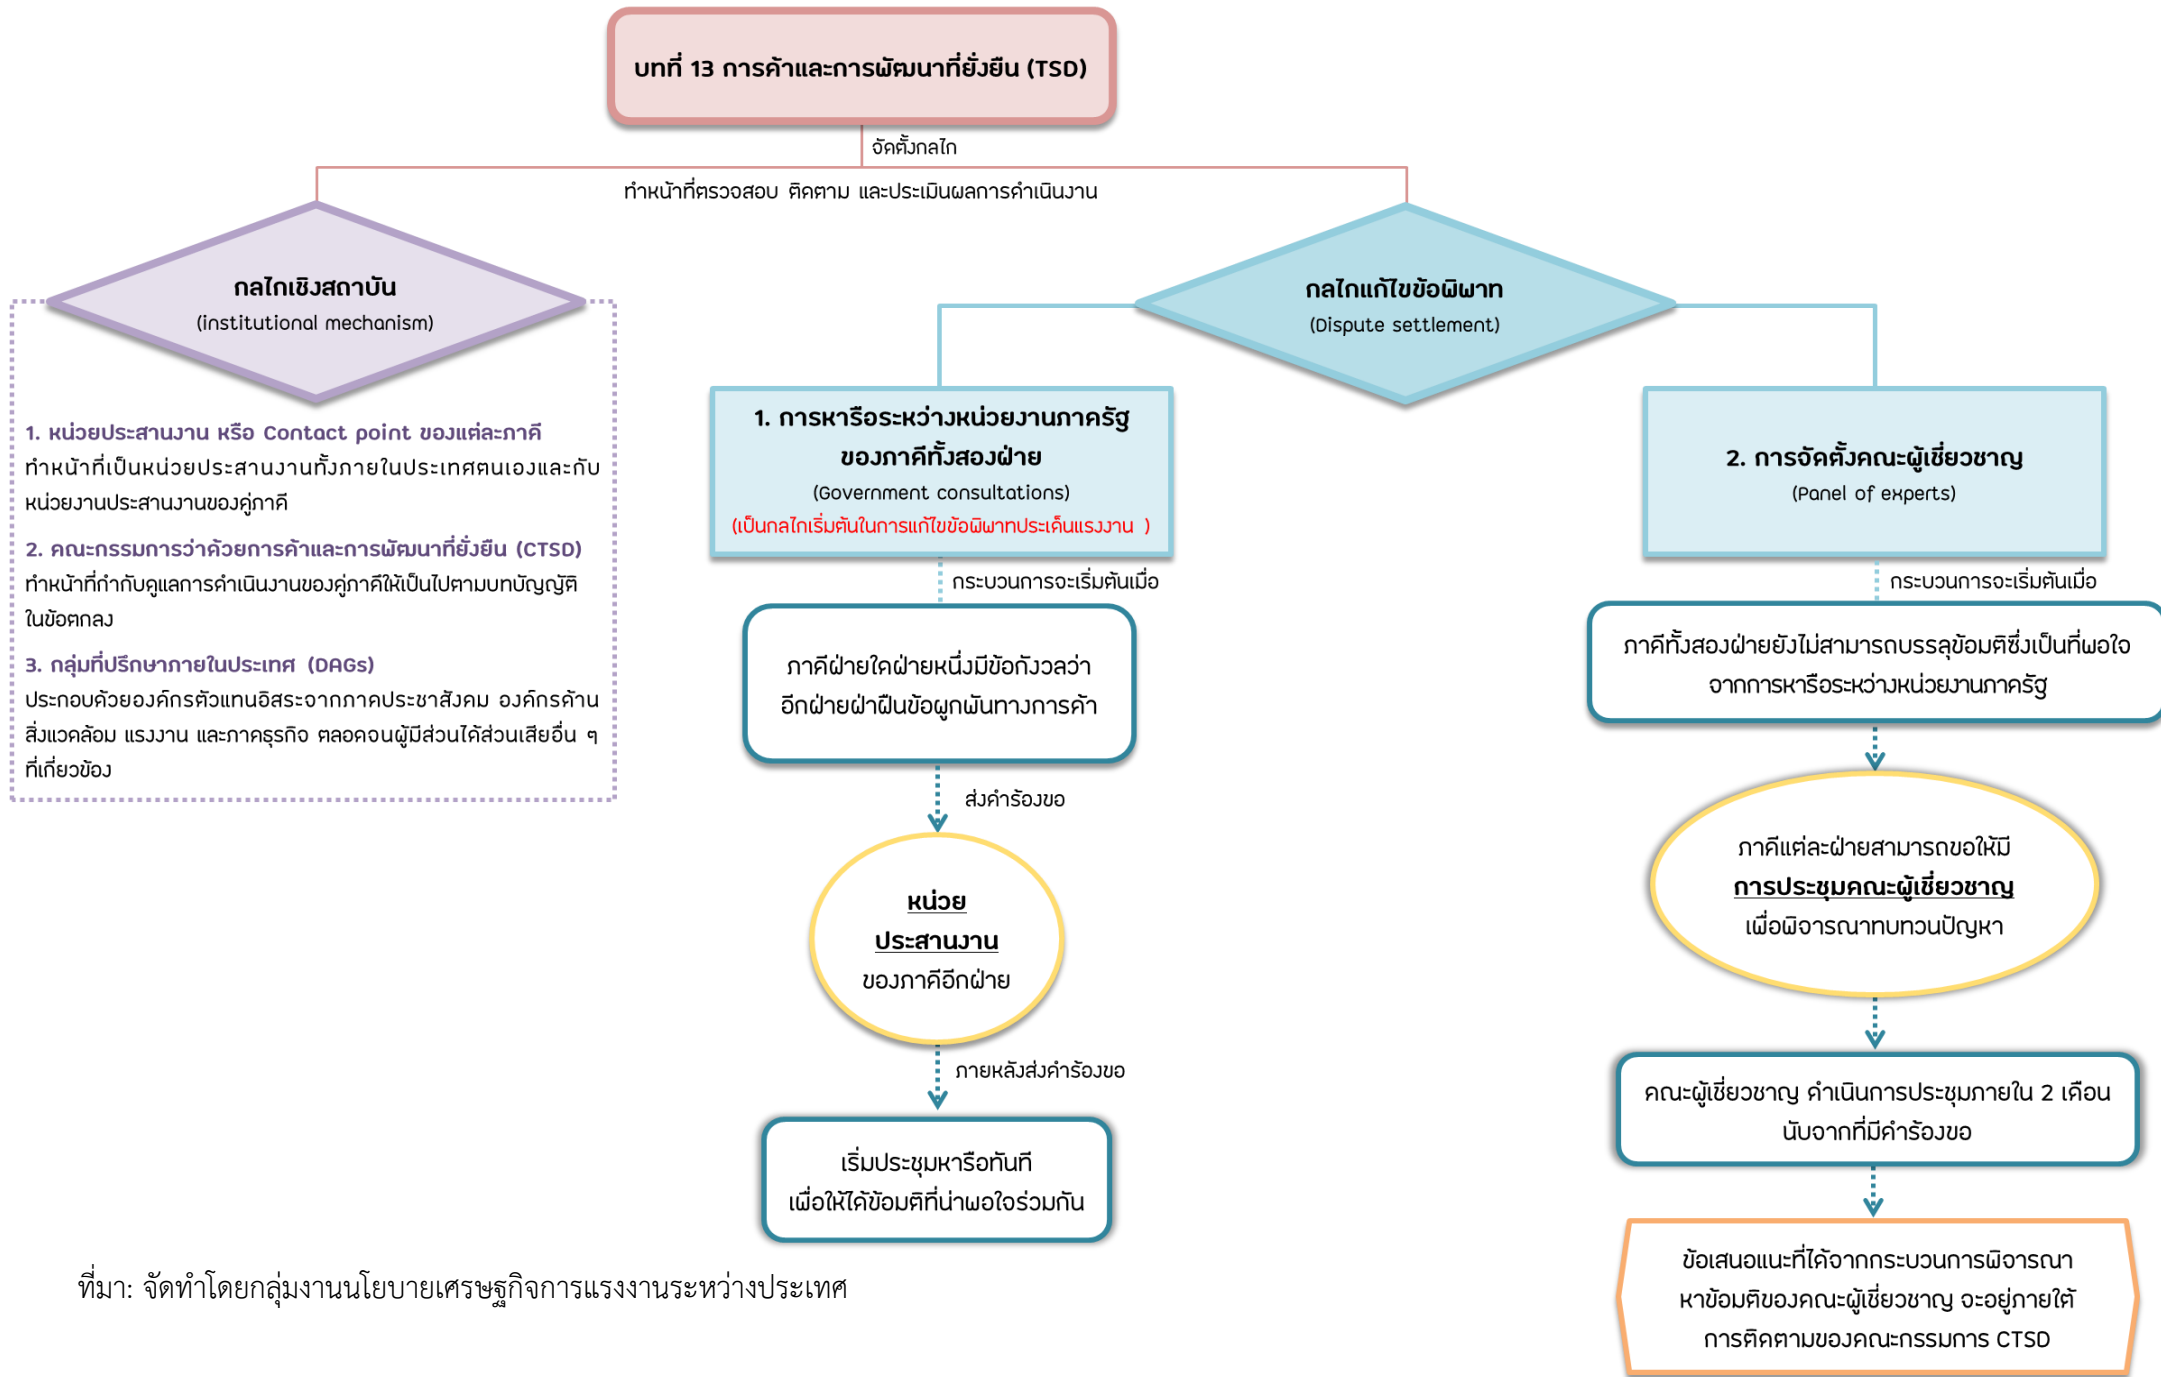 บทที่ 13 การค้าและการพัฒนาที่ยั่งยืน (TSD)
จัดตั้งกลไก
ทำหน้าที่ตรวจสอบ ติดตาม และประเมินผลการดำเนินงาน
กลไกเชิงสถาบัน
(institutional mechanism)
1. หน่วยประสานงาน หรือ Contact point ของแต่ละภาคี
ทำหน้าที่เป็นหน่วยประสานงานทั้งภายในประเทศตนเองและกับ
หน่วยงานประสานงานของคู่ภาคี
2. คณะกรรมการว่าด้วยการค้าและการพัฒนาที่ยั่งยืน (CTSD)
ทำหน้าที่กำกับดูแลการดำเนินงานของคู่ภาคีให้เป็นไปตามบทบัญญัติ
ในข้อตกลง
3. กลุ่มที่ปรึกษาภายในประเทศ (DAGs)
ประกอบด้วยองค์กรตัวแทนอิสระจากภาคประชาสังคม องค์กรด้าน
สิ่งแวดล้อม แรงงาน และภาคธุรกิจ ตลอดจนผู้มีส่วนได้ส่วนเสียอื่น ๆ
ที่เกี่ยวข้อง
กลไกแก้ไขข้อพิพาท
(Dispute settlement)
1. การหารือระหว่างหน่วยงานภาครัฐ
ของภาคีทั้งสองฝ่าย
(Government consultations)
(เป็นกลไกเริ่มต้นในการแก้ไขข้อพิพาทประเด็นแรงงาน )
กระบวนการจะเริ่มต้นเมื่อ
ภาคีฝ่ายใดฝ่ายหนึ่งมีข้อกังวลว่า
อีกฝ่ายฝ่าฝืนข้อผูกพันทางการค้า
ส่งคำร้องขอ
หน่วย
ประสานงาน
ของภาคีอีกฝ่าย
ภายหลังส่งคำร้องขอ
เริ่มประชุมหารือทันที
เพื่อให้ได้ข้อมติที่น่าพอใจร่วมกัน
2. การจัดตั้งคณะผู้เชี่ยวชาญ
(Panel of experts)
กระบวนการจะเริ่มต้นเมื่อ
ภาคีทั้งสองฝ่ายยังไม่สามารถบรรลุข้อมติซึ่งเป็นที่พอใจ
จากการหารือระหว่างหน่วยงานภาครัฐ
ภาคีแต่ละฝ่ายสามารถขอให้มี
การประชุมคณะผู้เชี่ยวชาญ
เพื่อพิจารณาทบทวนปัญหา
คณะผู้เชี่ยวชาญ ดำเนินการประชุมภายใน 2 เดือน
นับจากที่มีคำร้องขอ
ข้อเสนอแนะที่ได้จากกระบวนการพิจารณา
หาข้อมติของคณะผู้เชี่ยวชาญ จะอยู่ภายใต้
การติดตามของคณะกรรมการ CTSD
ที่มา: จัดทำโดยกลุ่มงานนโยบายเศรษฐกิจการแรงงานระหว่างประเทศ